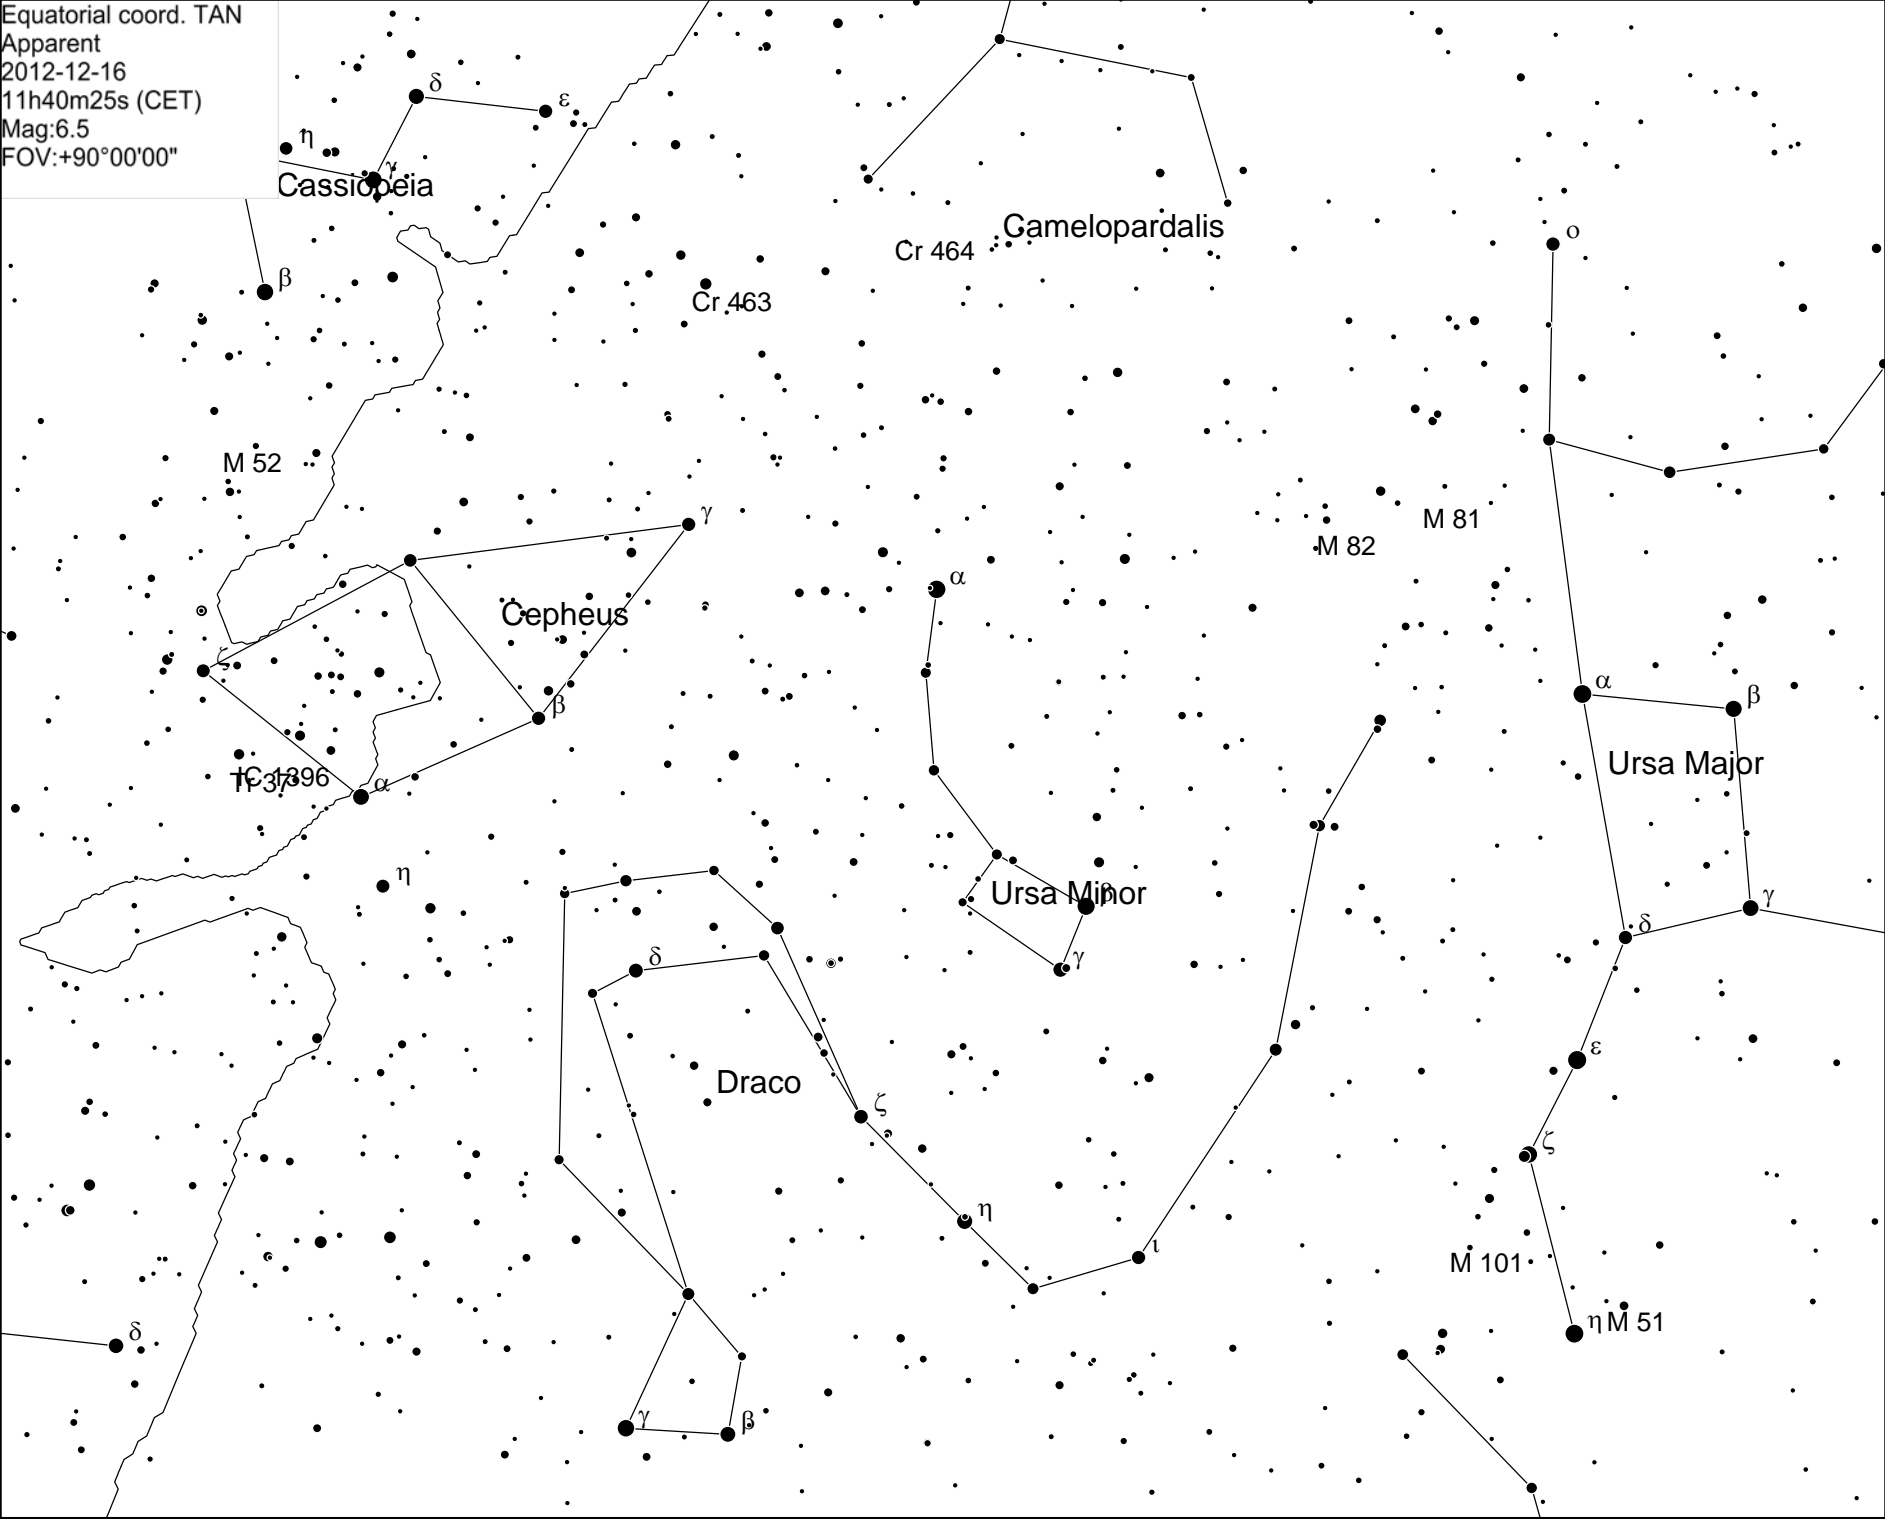 Equatorial coord. TAN
Apparent
2012-12-16
11h40m25s (CET)
Mag:6.5
FOV:+90°00'00"
δ
ε
η
γ
Cassiopeia
β
Camelopardalis
Cr 464
Cr 463
ο
M 52
M 81
M 82
γ
Cepheus
ζ
β
α
IC 1396
Tr 37
η
α
Ursa Minor
β
γ
α
β
Ursa Major
γ
δ
ε
ζ
M 101
η
M 51
δ
Draco
ζ
η
ι
γ
β
δ